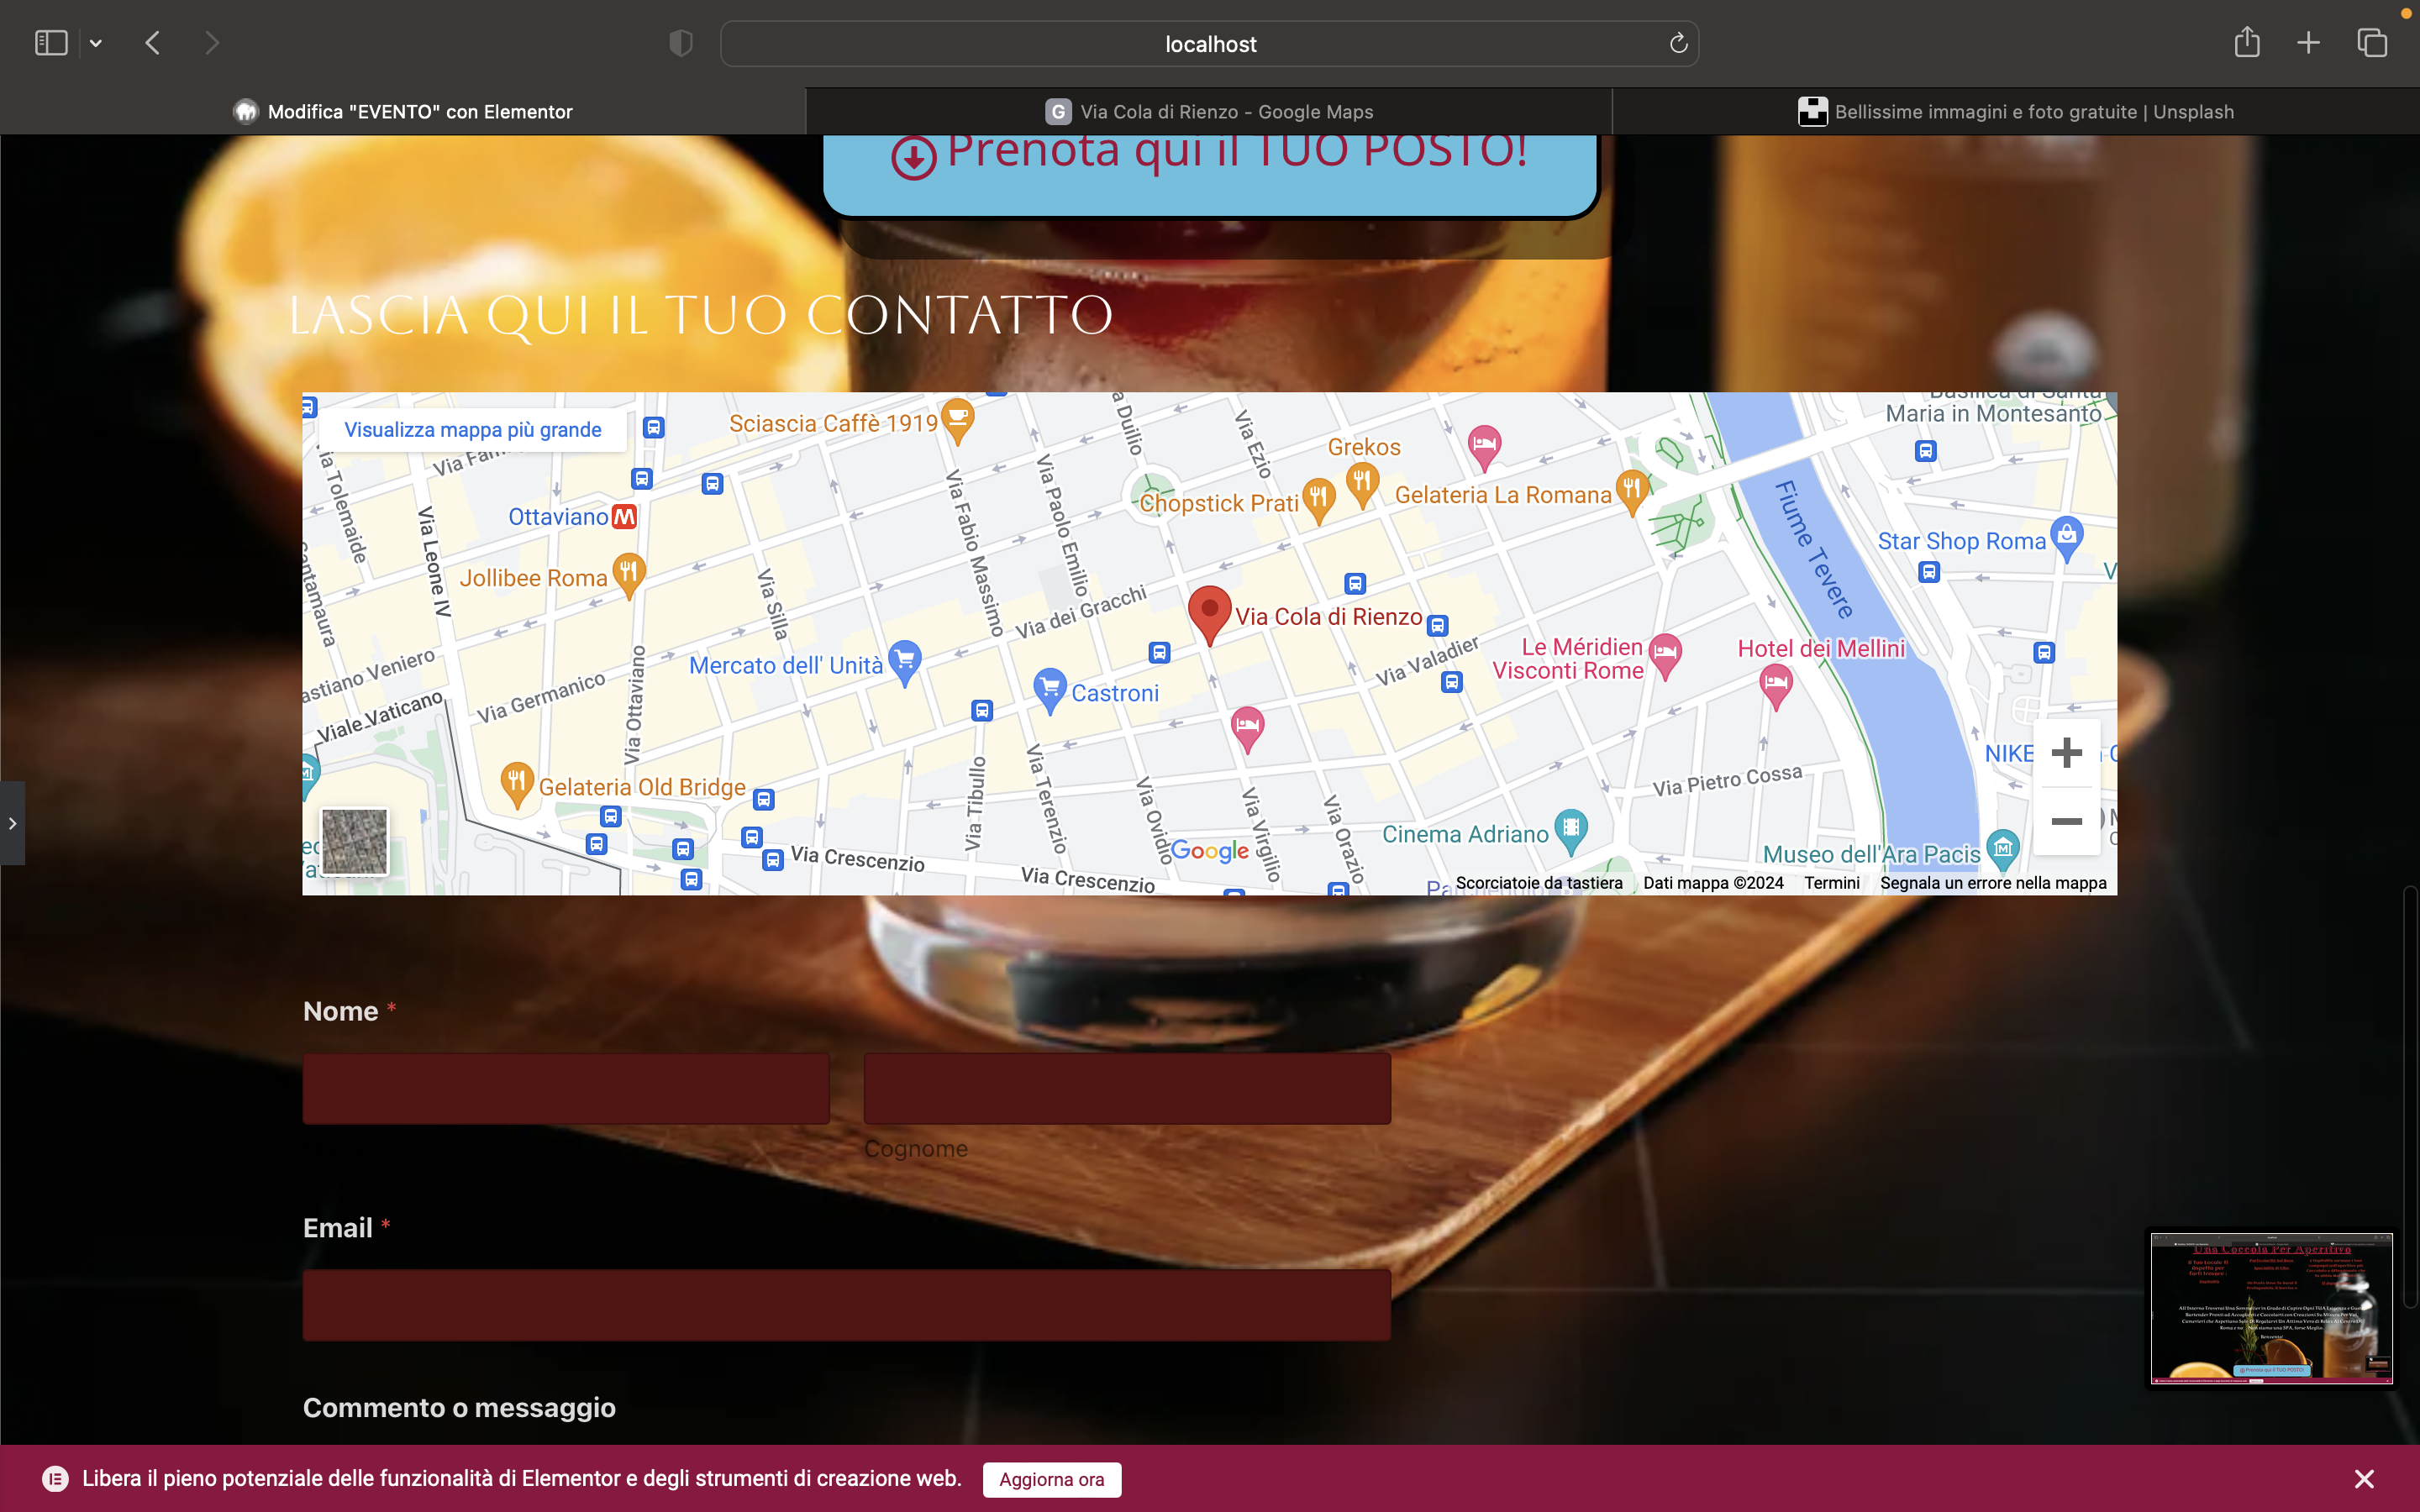 localhost
Modifica "EVENTO" con Elementor
G Via Cola di Rienzo - Google Maps
Bellissime immagini e foto gratuite | Unsplash
Prenota qui il TUO POSTO!
LASCIA QUI IL TUO CONTATTO
Visualizza mappa più grande
Sciascia Caffè 1919
Via Ezio
Grekos
Maria in Montesanto
Chopstick Prati
Gelateria La Romana
Ottaviano
Via Leone IV
Via Fabio Massimo
Via Paolo Emilio
Fiume Tevere
Star Shop Roma
Jollibee Roma
Via Silla
Via dei Gracchi
Via Cola di Rienzo
Via Valadier
Le Méridien
Visconti Rome
Hotel dei Mellini
Mercato dell' Unità
Castroni
Via Germanico
Via Ottaviano
Viale Vaticano
NIKE
Gelateria Old Bridge
Via Tibullo
Via Terenzio
Via Ovidio
Via Virgilio
Via Orazio
Via Pietro Cossa
Cinema Adriano
Museo dell'Ara Pacis
Via Crescenzio
Google
Via Crescenzio
Scorciatoie da tastiera
Dati mappa ©2024
Termini
Segnala un errore nella mappa
Nome *
Cognome
Email *
Una Coccola Per Aperitivo
Commento o messaggio
Libera il pieno potenziale delle funzionalità di Elementor e degli strumenti di creazione web.
Aggiorna ora